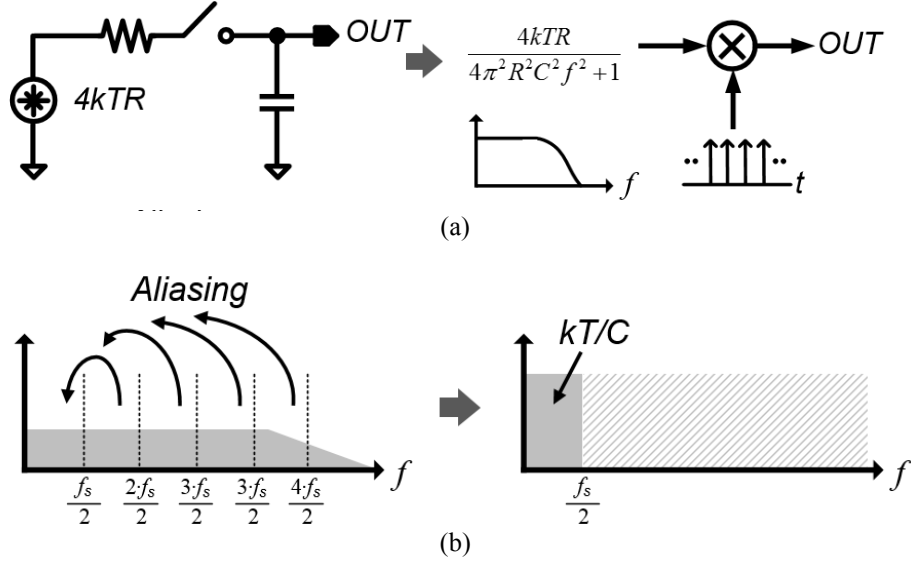 OUT
4kTR
4kTR
4π²R²C²f²+1
OUT
f
t
(a)
Aliasing
kT/C
f
f
fs/2 2·fs/2 3·fs/2 3·fs/2 4·fs/2
fs/2
(b)